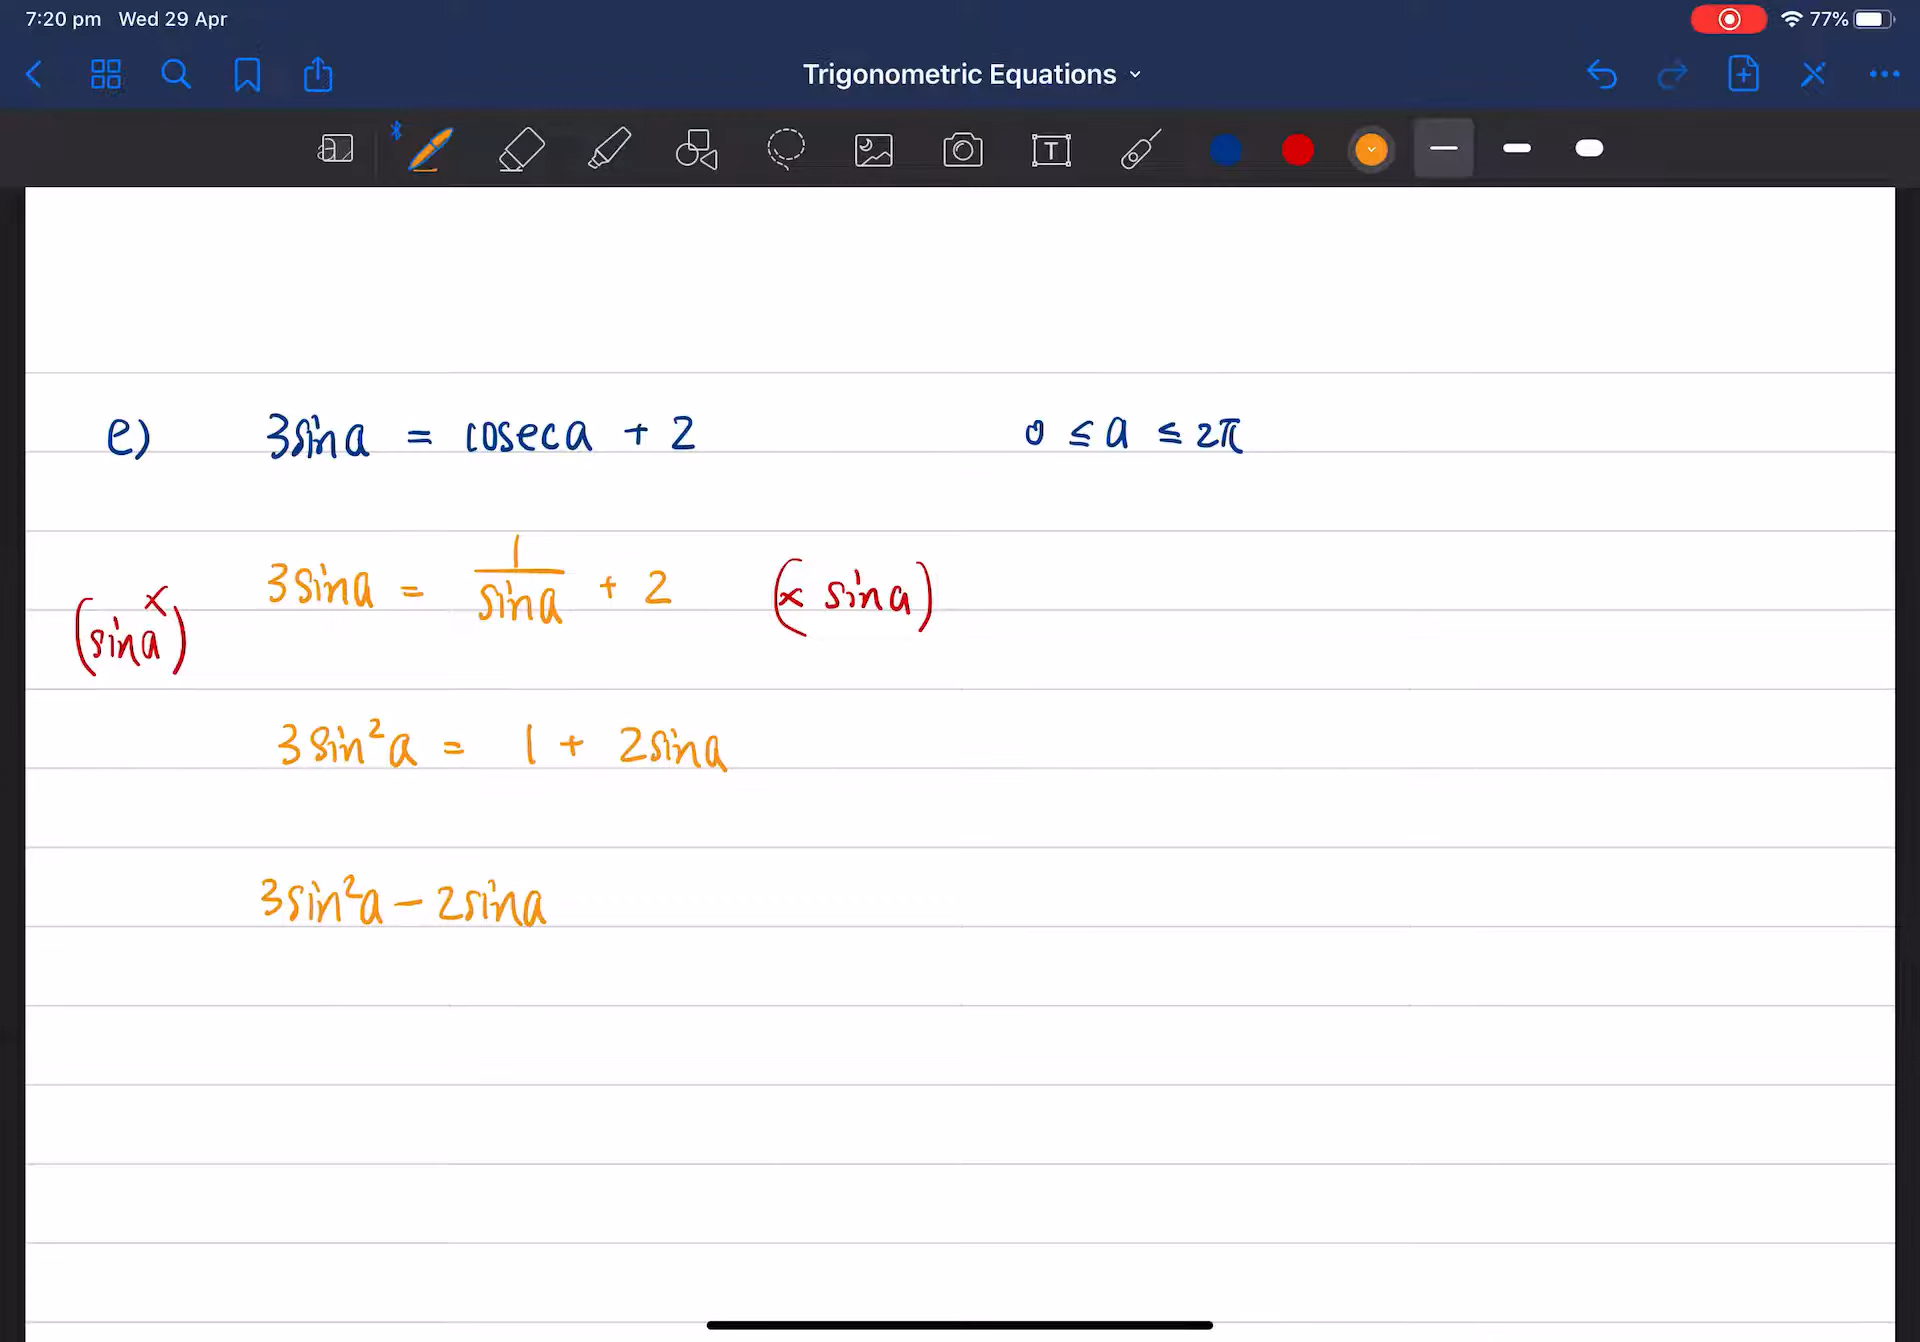 7:20 pm Wed 29 Apr 77%
Trigonometric Equations
e) 3sina = coseca + 2 0 ≤ a ≤ 2π
3sina = 1/sina + 2 (× sina)
(sina ×)
3sin²a = 1 + 2sina
3sin²a − 2sina